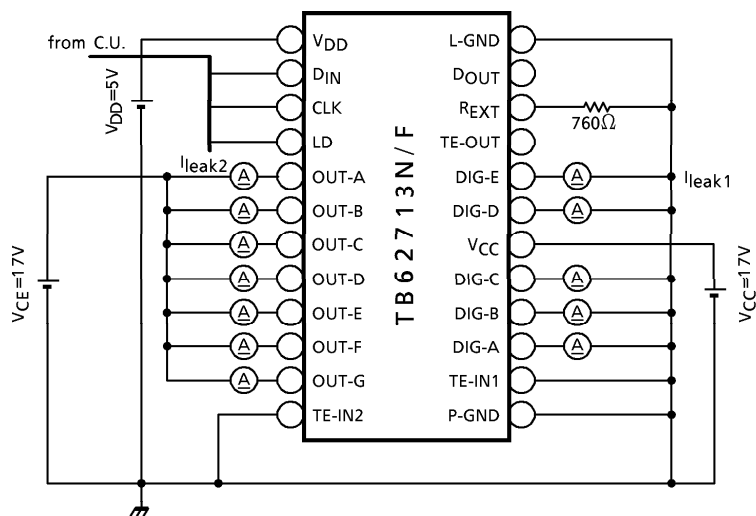 from C.U.
VDD=5V
VCE=17V
Ileak2
A
A
A
A
A
A
A
VDD
DIN
CLK
LD
OUT-A
OUT-B
OUT-C
OUT-D
OUT-E
OUT-F
OUT-G
TE-IN2
TB62713N/F
L-GND
DOUT
REXT
TE-OUT
DIG-E
DIG-D
VCC
DIG-C
DIG-B
DIG-A
TE-IN1
P-GND
760Ω
A
A
A
A
A
Ileak1
VCC=17V